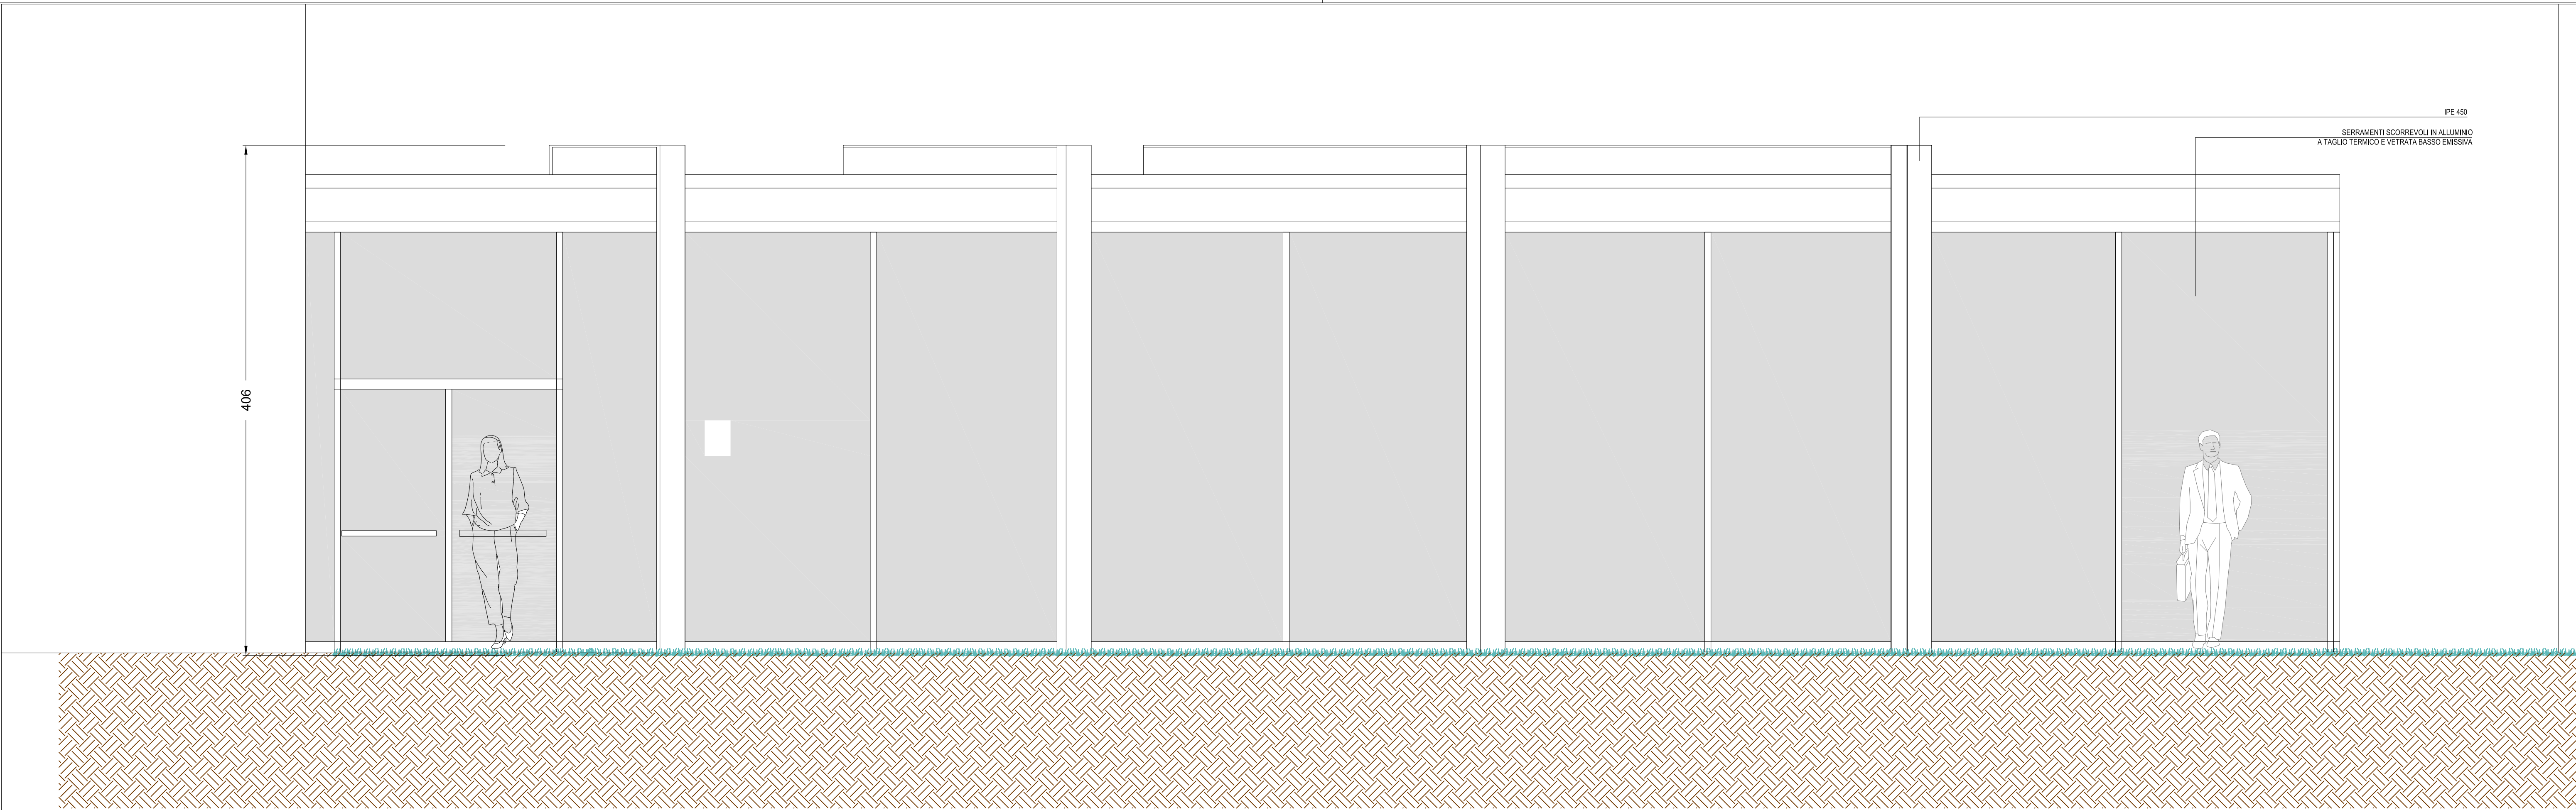 IPE 450
SERRAMENTI SCORREVOLI IN ALLUMINIO
A TAGLIO TERMICO E VETRATA BASSO EMISSIVA
406